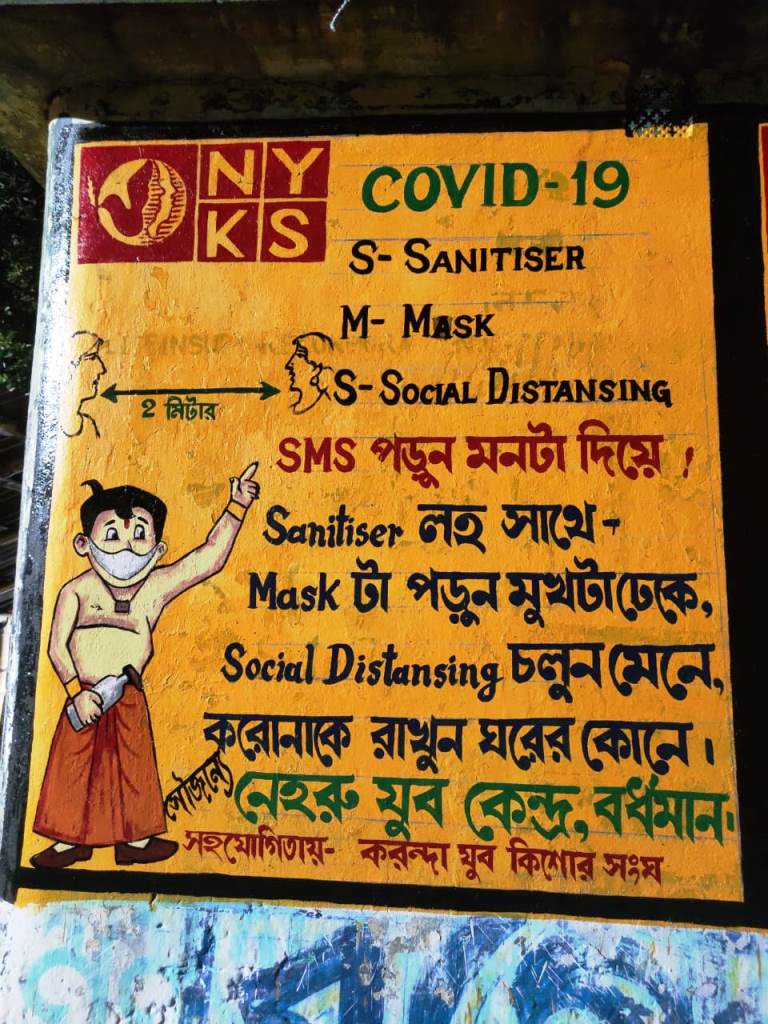 NY
KS
COVID-19
S- SANITISER
M- MASK
S- SOCIAL DISTANSING
2 মিটার
SMS পড়ুন মনটা দিয়ে !
Sanitiser লহ সাথে-
Mask টা পড়ুন মুখটা ঢেকে,
Social Distansing চলুন মেনে,
করোনাকে রাখুন ঘরের কোনে।
সৌজন্যে
নেহরু যুব কেন্দ্র, বর্ধমান।
সহযোগিতায়- করন্দা যুব কিশোর সংঘ